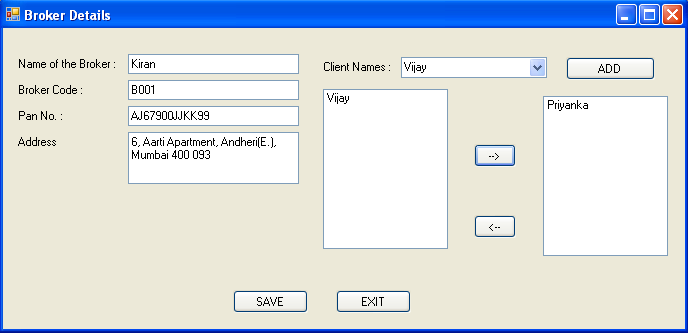 Broker Details
Name of the Broker : Kiran
Client Names : Vijay ADD
Broker Code : B001
Pan No. : AJ67900JJKK99
Address 6, Aarti Apartment, Andheri(E.),
Mumbai 400 093
Vijay
Priyanka
-->
<--
SAVE EXIT